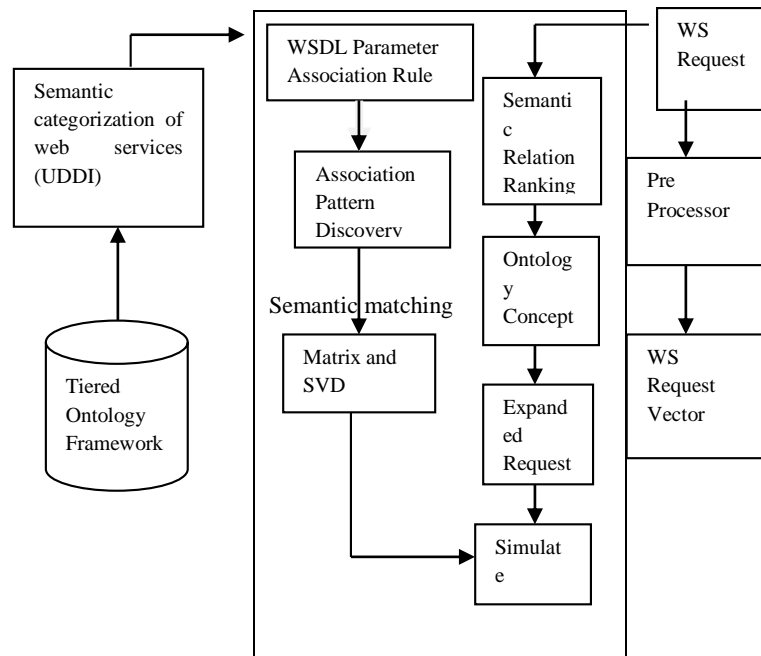 Semantic
categorization of
web services
(UDDI)
Tiered
Ontology
Framework
WSDL Parameter
Association Rule
Association
Pattern
Discovery
Semantic matching
Matrix and
SVD
Semanti
c
Relation
Ranking
Ontolog
y
Concept
Expand
ed
Request
Simulat
e
WS
Request
Pre
Processor
WS
Request
Vector